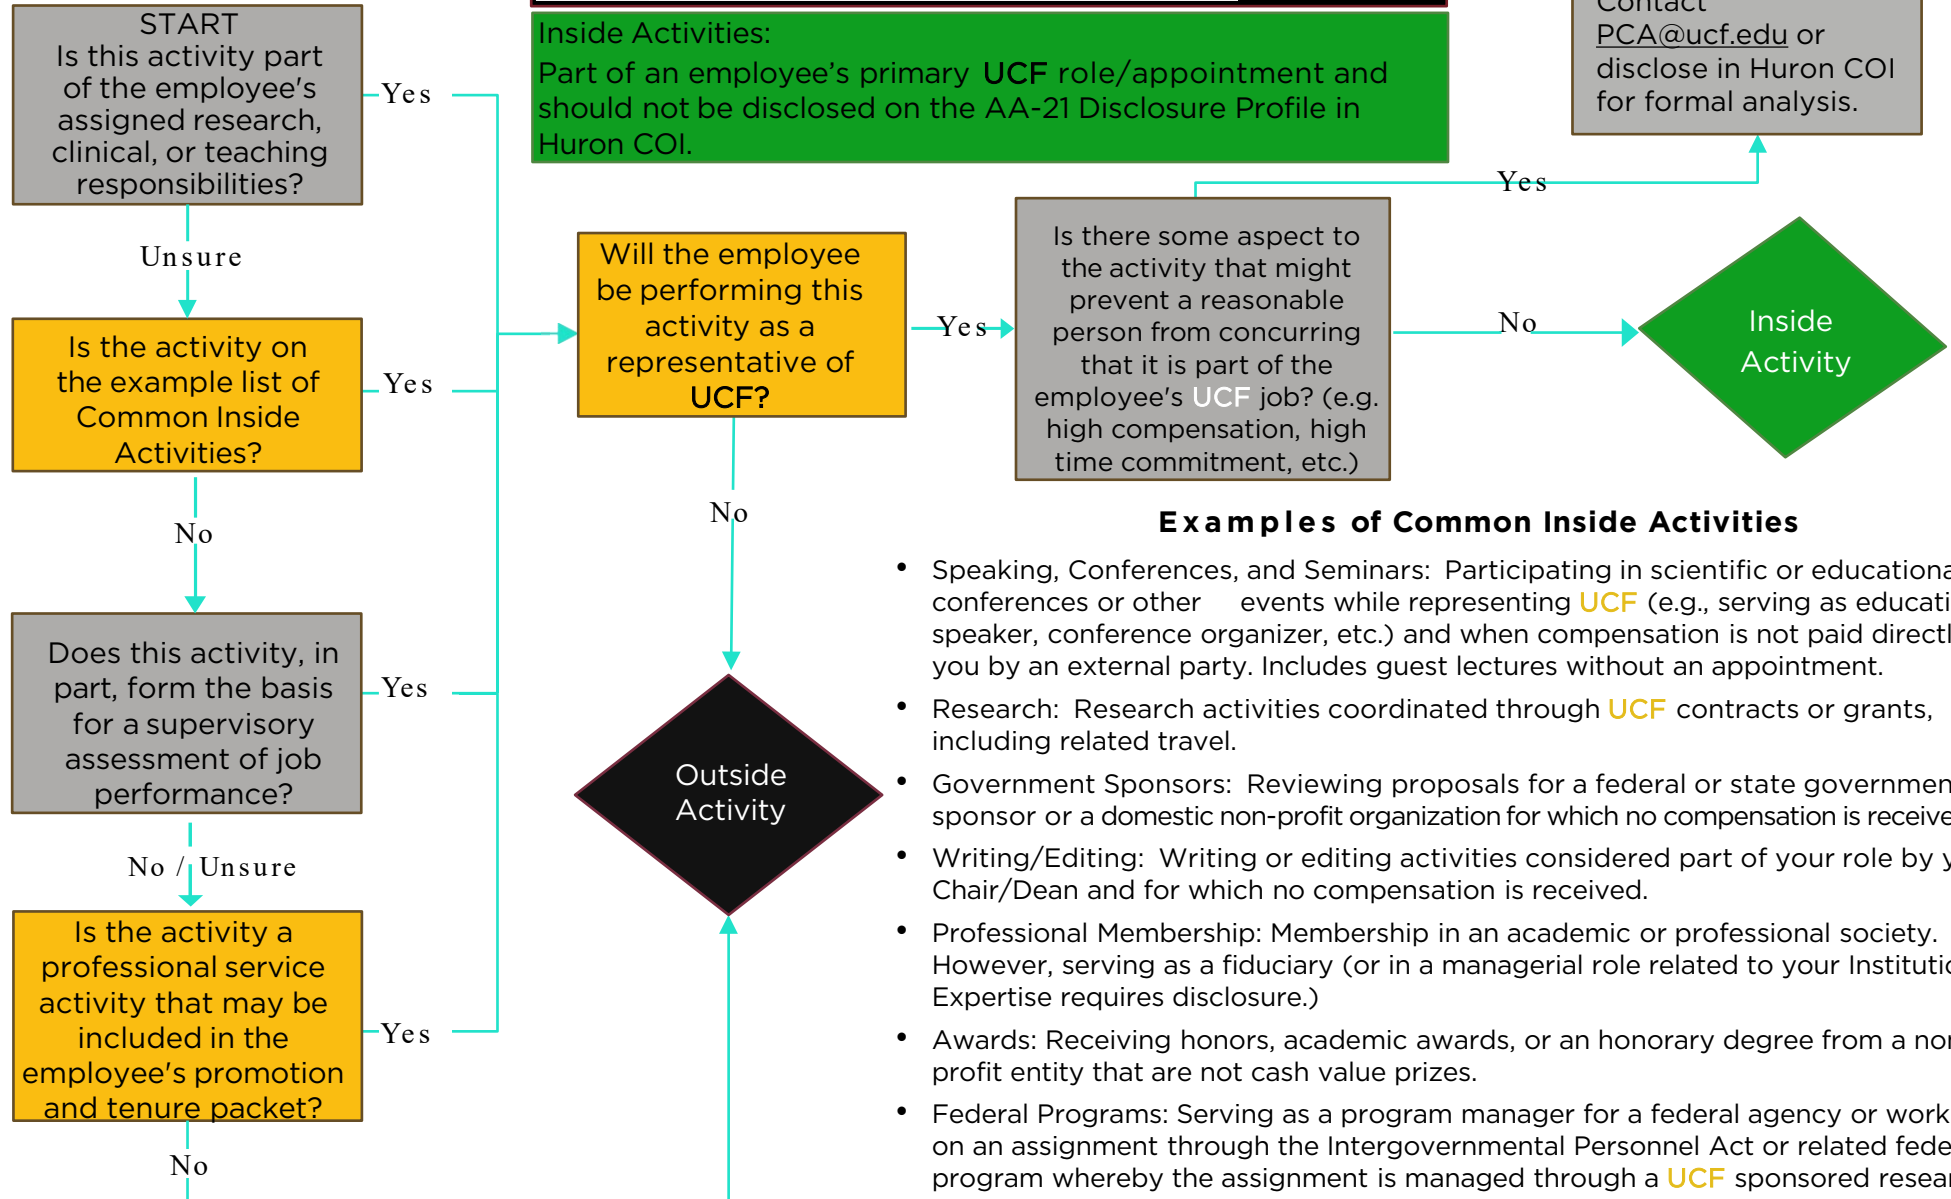 START
Is this activity part
of the employee's
assigned research,
clinical, or teaching
responsibilities?
Yes
Unsure
Is the activity on
the example list of
Common Inside
Activities?
Yes
No
Does this activity, in
part, form the basis
for a supervisory
assessment of job
performance?
Yes
No / Unsure
Is the activity a
professional service
activity that may be
included in the
employee's promotion
and tenure packet?
Yes
No
Inside Activities:
Part of an employee’s primary UCF role/appointment and
should not be disclosed on the AA-21 Disclosure Profile in
Huron COI.
Will the employee
be performing this
activity as a
representative of
UCF?
Yes
No
Outside
Activity
Is there some aspect to
the activity that might
prevent a reasonable
person from concurring
that it is part of the
employee's UCF job? (e.g.
high compensation, high
time commitment, etc.)
Yes
Contact
PCA@ucf.edu or
disclose in Huron COI
for formal analysis.
No
Inside
Activity
Examples of Common Inside Activities
• Speaking, Conferences, and Seminars: Participating in scientific or
conferences or other events while representing UCF (e.g., serving as
speaker, conference organizer, etc.) and when compensation is not paid
you by an external party. Includes guest lectures without an appointment.
• Research: Research activities coordinated through UCF contracts or grants,
including related travel.
• Government Sponsors: Reviewing proposals for a federal or state
sponsor or a domestic non-profit organization for which no compensation is
• Writing/Editing: Writing or editing activities considered part of your role by
Chair/Dean and for which no compensation is received.
• Professional Membership: Membership in an academic or professional society.
However, serving as a fiduciary (or in a managerial role related to your
Expertise requires disclosure.)
• Awards: Receiving honors, academic awards, or an honorary degree from a
profit entity that are not cash value prizes.
• Federal Programs: Serving as a program manager for a federal agency or
on an assignment through the Intergovernmental Personnel Act or related
program whereby the assignment is managed through a UCF sponsored